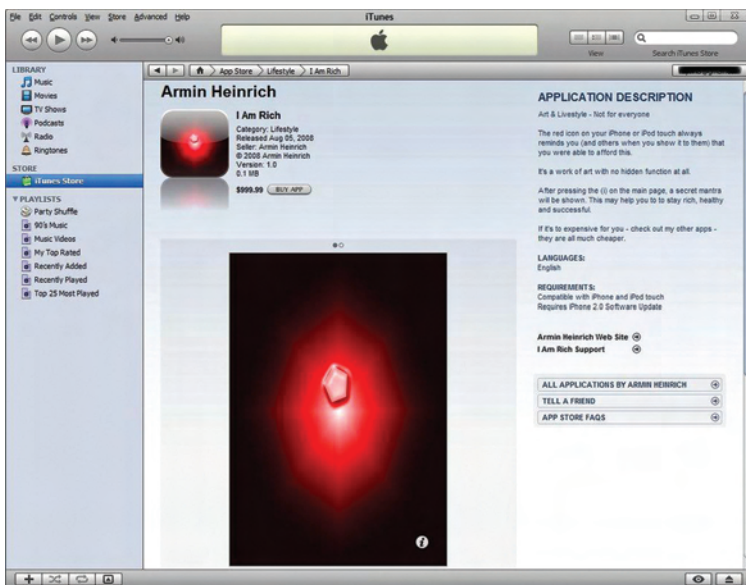 File Edit Controls View Store Advanced Help
iTunes
View
Search iTunes Store
LIBRARY
Music
Movies
TV Shows
Podcasts
Radio
Ringtones
STORE
iTunes Store
PLAYLISTS
Party Shuffle
90's Music
Music Videos
My Top Rated
Recently Added
Recently Played
Top 25 Most Played
App Store Lifestyle I Am Rich
Armin Heinrich
I Am Rich
Category: Lifestyle
Released Aug 05, 2008
Seller: Armin Heinrich
© 2008 Armin Heinrich
Version: 1.0
0.1 MB
$999.99 BUY APP
i
APPLICATION DESCRIPTION
Art & Livestyle - Not for everyone
The red icon on your iPhone or iPod touch always
reminds you (and others when you show it to them) that
you were able to afford this.
It's a work of art with no hidden function at all.
After pressing the (i) on the main page, a secret mantra
will be shown. This may help you to to stay rich, healthy
and successful.
If it's to expensive for you - check out my other apps -
they are all much cheaper.
LANGUAGES:
English
REQUIREMENTS:
Compatible with iPhone and iPod touch
Requires iPhone 2.0 Software Update
Armin Heinrich Web Site
I Am Rich Support
ALL APPLICATIONS BY ARMIN HEINRICH
TELL A FRIEND
APP STORE FAQS